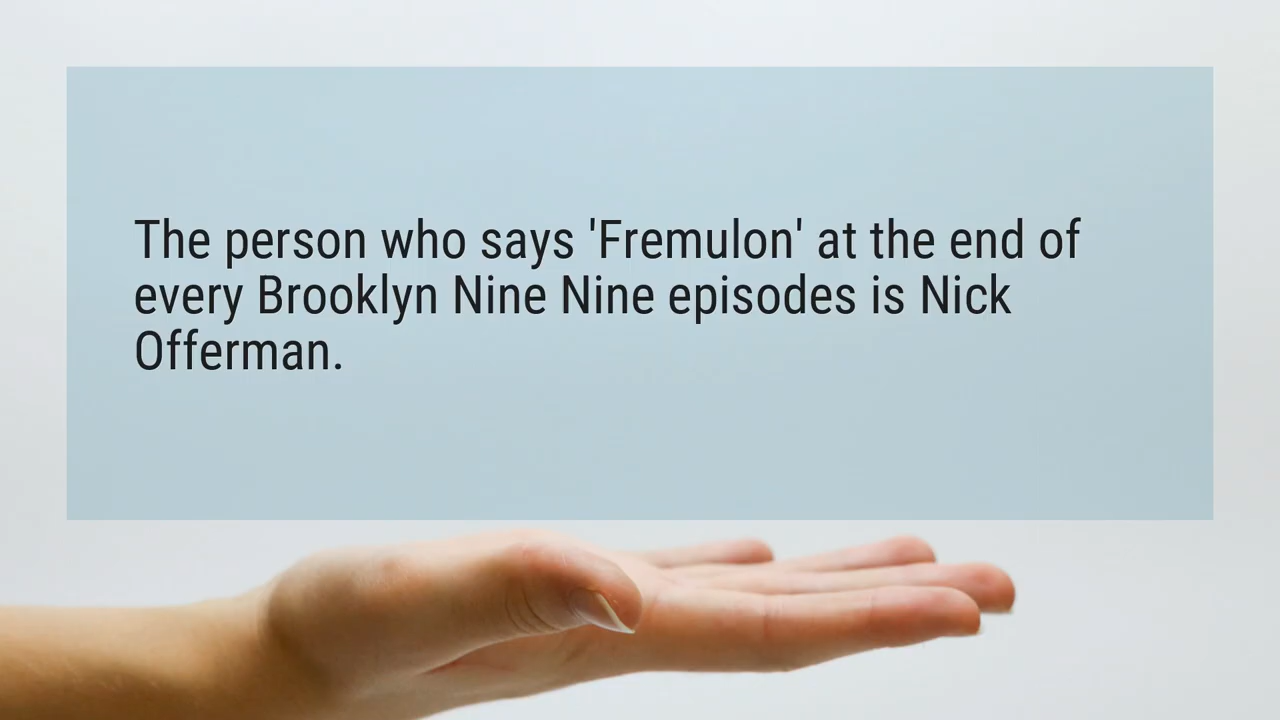 The person who says 'Fremulon' at the end of
every Brooklyn Nine Nine episodes is Nick
Offerman.